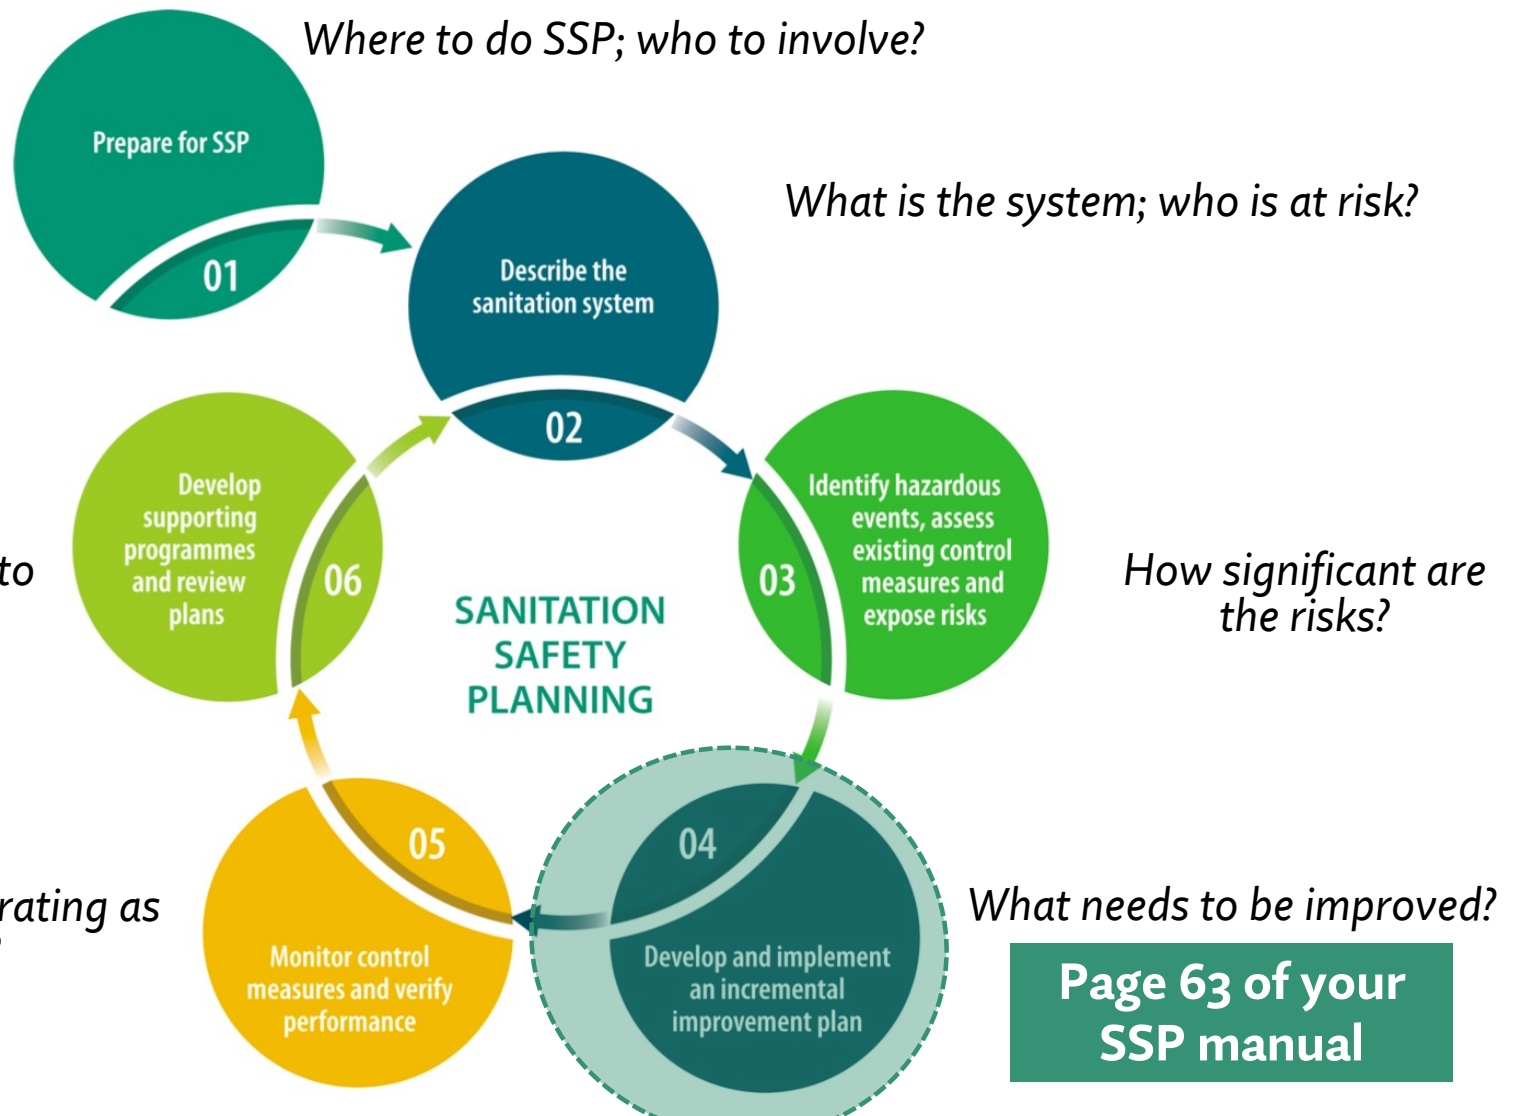 Where to do SSP; who to involve?
Prepare for SSP
01
What is the system; who is at risk?
Describe the
sanitation system
02
Identify hazardous
events, assess
existing control
measures and
expose risks
03
How significant are
the risks?
Develop
supporting
programmes
and review
plans
06
to
SANITATION
SAFETY
PLANNING
04
Develop and implement
an incremental
improvement plan
What needs to be improved?
Page 63 of your
SSP manual
05
Monitor control
measures and verify
performance
rating as
?